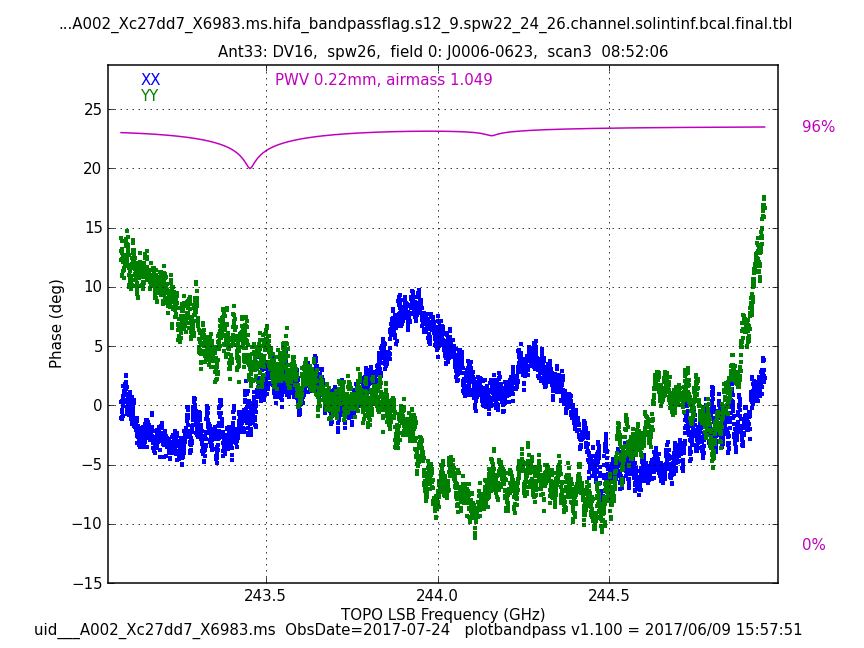 ...A002_Xc27dd7_X6983.ms.hifa_bandpassflag.s12_9.spw22_24_26.channel.solintinf.bcal.final.tbl
Ant33: DV16,  spw26,  field 0: J0006-0623,  scan3  08:52:06
XX
PWV 0.22mm, airmass 1.049
YY
25
96%
20
15
10
5
0
−5
−10
0%
−15
Phase (deg)
243.5
244.0
244.5
TOPO LSB Frequency (GHz)
uid___A002_Xc27dd7_X6983.ms  ObsDate=2017-07-24   plotbandpass v1.100 = 2017/06/09 15:57:51